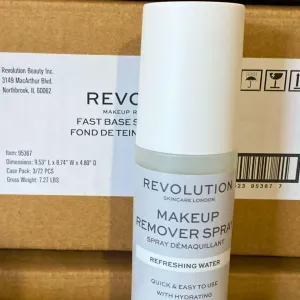 Revolution Beauty Inc.
3149 MacArthur Blvd.
Northbrook, IL 60062
REVO
MAKEUP R
FAST BASE S
FOND DE TEIN
Item: 95367
Dimensions: 9.53" L x 8.74" W x 4.80" D
Case Pack: 3/72 PCS
Gross Weight: 7.27 LBS
23 95367 7
REVOLUTION
SKINCARE LONDON
MAKEUP
REMOVER SPRAY
SPRAY DÉMAQUILLANT
REFRESHING WATER
QUICK & EASY TO USE
WITH HYDRATING